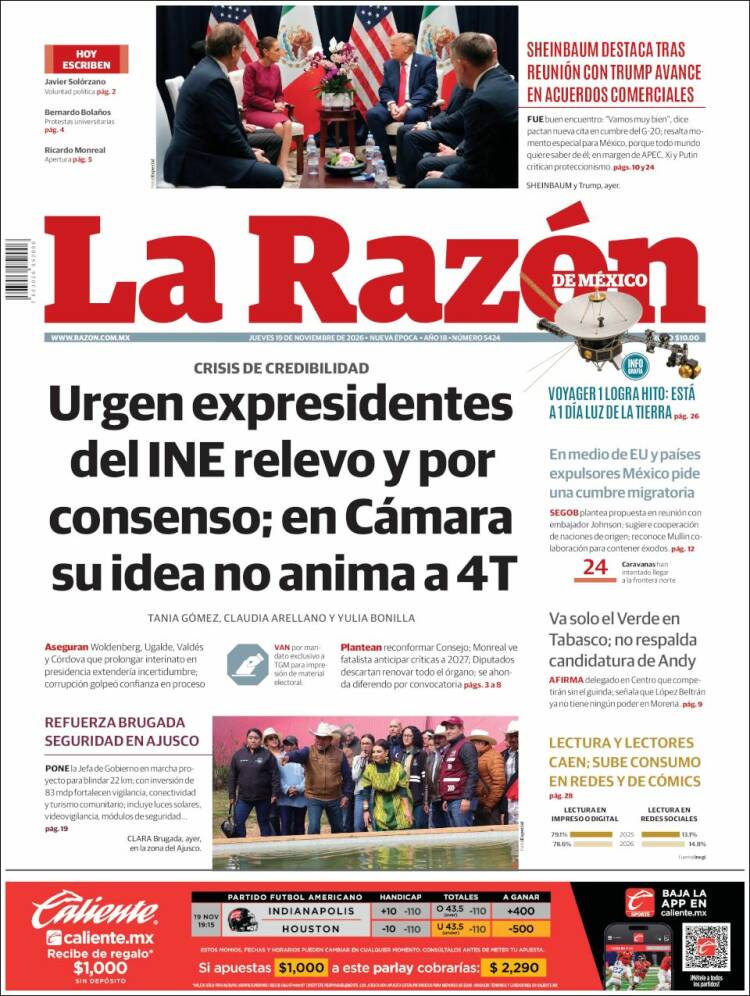 HOY
ESCRIBEN
Javier Solórzano
Voluntad política pág. 2
Bernardo Bolaños
Protestas universitarias
pág. 4
Ricardo Monreal
Apertura pág. 5
Foto Especial
SHEINBAUM DESTACA TRAS
REUNIÓN CON TRUMP AVANCE
EN ACUERDOS COMERCIALES
FUE buen encuentro: "Vamos muy bien", dice
pactan nueva cita en cumbre del G-20; resalta mo-
mento especial para México, porque todo mundo
quiere saber de él; en margen de APEC, Xi y Putin
critican proteccionismo. págs. 10 y 24
SHEINBAUM y Trump, ayer.
La Razón
DE MÉXICO
WWW.RAZON.COM.MX
JUEVES 19 DE NOVIEMBRE DE 2026 • NUEVA ÉPOCA • AÑO 18 • NÚMERO 5424
$10.00
INFO
GRAFÍA
VOYAGER 1 LOGRA HITO: ESTÁ
A 1 DÍA LUZ DE LA TIERRA pág. 26
CRISIS DE CREDIBILIDAD
Urgen expresidentes
del INE relevo y por
consenso; en Cámara
su idea no anima a 4T
TANIA GÓMEZ, CLAUDIA ARELLANO Y YULIA BONILLA
Aseguran Woldenberg, Ugalde, Valdés
y Córdova que prolongar interinato en
presidencia extendería incertidumbre;
corrupción golpeó confianza en proceso
VAN por man-
dato exclusivo a
TGM para impre-
sión de material
electoral.
Plantean reconformar Consejo; Monreal ve
fatalista anticipar críticas a 2027; Diputados
descartan renovar todo el órgano; se ahon-
da diferendo por convocatoria págs. 3 a 8
En medio de EU y países
expulsores México pide
una cumbre migratoria
SEGOB plantea propuesta en reunión con
embajador Johnson; sugiere cooperación
de naciones de origen; reconoce Mullin co-
laboración para contener éxodos. pág. 12
24
Caravanas han
intentado llegar
a la frontera norte
Va solo el Verde en
Tabasco; no respalda
candidatura de Andy
AFIRMA delegado en Centro que compe-
tirán sin el guinda; señala que López Beltrán
ya no tiene ningún poder en Morena. pág. 9
REFUERZA BRUGADA
SEGURIDAD EN AJUSCO
PONE la Jefa de Gobierno en marcha pro-
yecto para blindar 22 km; con inversión de
83 mdp fortalecen vigilancia, conectividad
y turismo comunitario; incluye luces solares,
videovigilancia, módulos de seguridad...
pág. 19
CLARA Brugada, ayer,
en la zona del Ajusco.
Foto Especial
LECTURA Y LECTORES
CAEN; SUBE CONSUMO
EN REDES Y DE CÓMICS
pág. 28
LECTURA EN
IMPRESO O DIGITAL
LECTURA EN
REDES SOCIALES
79.1% 2025 13.1%
78.6% 2026 14.8%
Fuente Inegi
Caliente
caliente.mx
Recibe de regalo*
$1,000
SIN DEPÓSITO
PARTIDO FUTBOL AMERICANO HANDICAP TOTALES A GANAR
19 NOV
19:15
INDIANAPOLIS +10 -110 O 43.5 -110 +400
HOUSTON -10 -110 U 43.5 -110 -500
ESTOS MOMIOS, FECHAS Y HORARIOS PUEDEN CAMBIAR EN CUALQUIER MOMENTO. CONSÚLTALOS ANTES DE METER TU APUESTA.
Si apuestas $1,000 a este parlay cobrarías: $ 2,290
SPORTS
BAJA LA
APP EN
caliente.mx
¡Métele a todos
los partidos!